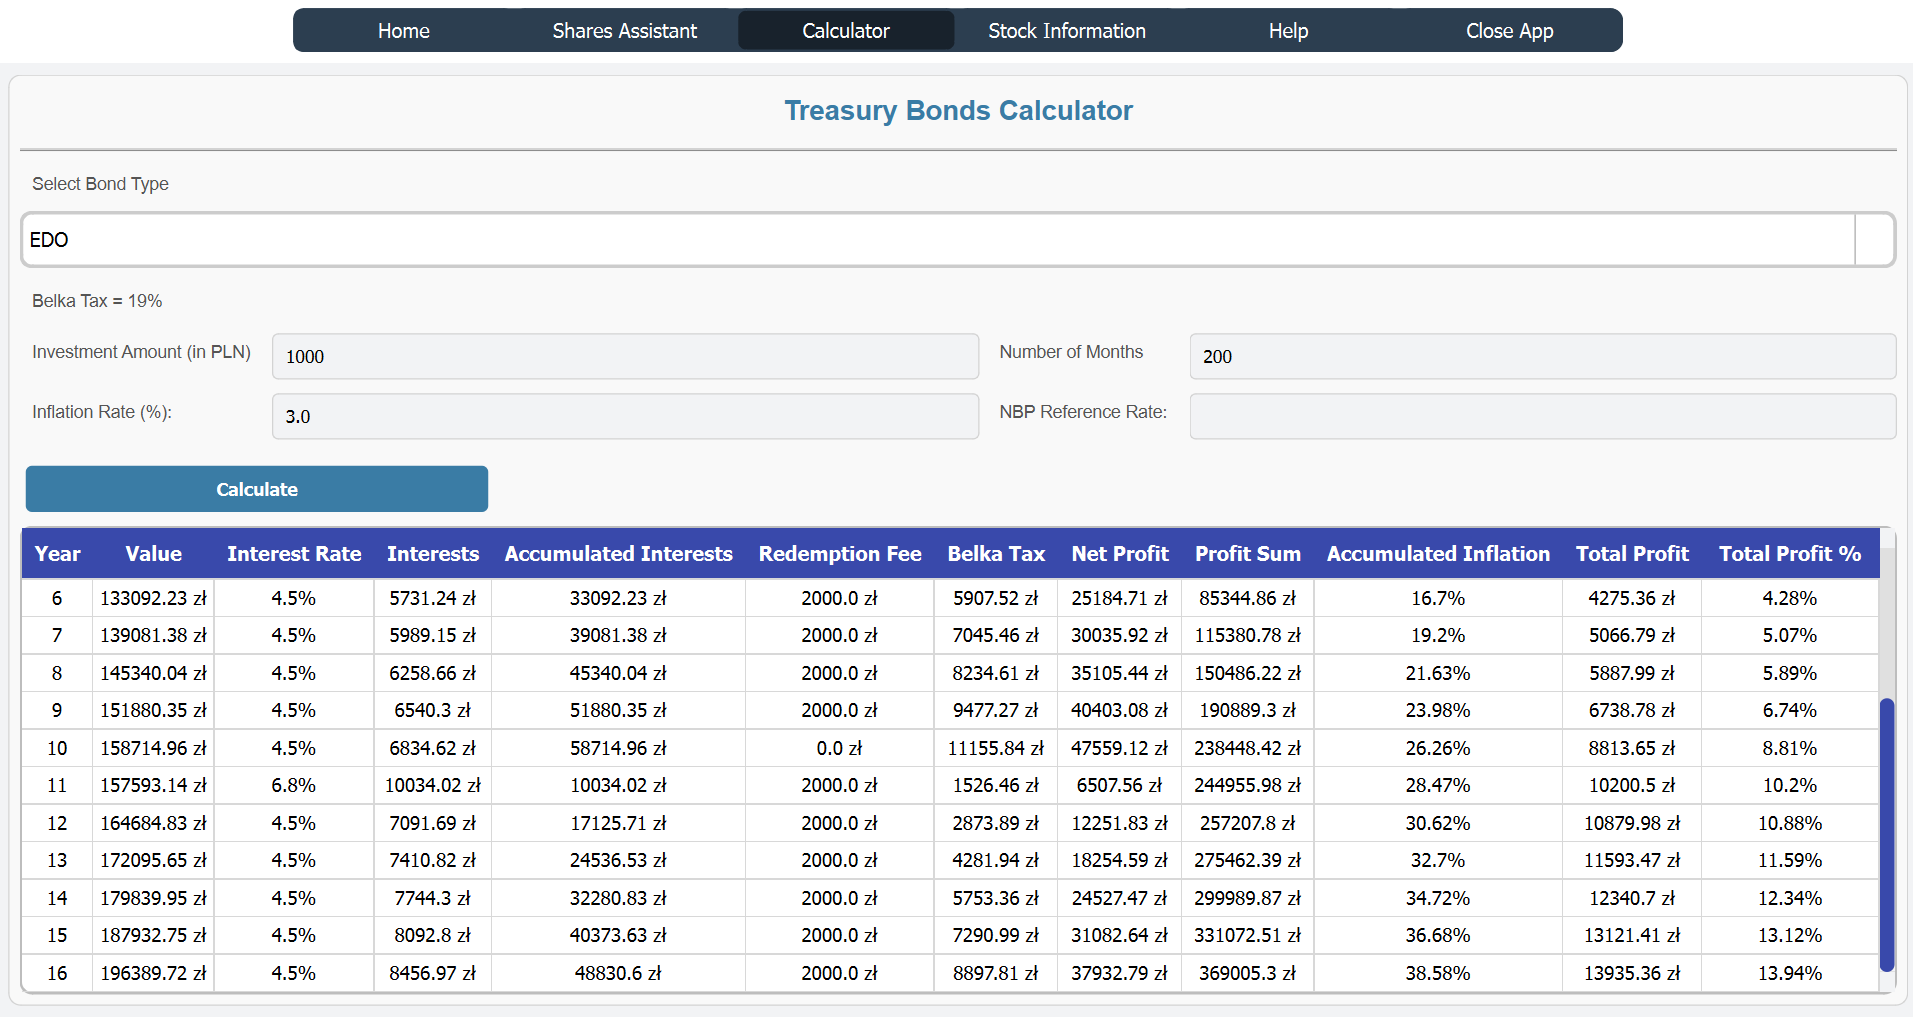 Home Shares Assistant Calculator Stock Information Help Close App
Treasury Bonds Calculator
Select Bond Type
EDO
Belka Tax = 19%
Investment Amount (in PLN) 1000 Number of Months 200
Inflation Rate (%): 3.0 NBP Reference Rate:
Calculate
Year Value Interest Rate Interests Accumulated Interests Redemption Fee Belka Tax Net Profit Profit Sum Accumulated Inflation Total Profit Total Profit %
6 133092.23 zł 4.5% 5731.24 zł 33092.23 zł 2000.0 zł 5907.52 zł 25184.71 zł 85344.86 zł 16.7% 4275.36 zł 4.28%
7 139081.38 zł 4.5% 5989.15 zł 39081.38 zł 2000.0 zł 7045.46 zł 30035.92 zł 115380.78 zł 19.2% 5066.79 zł 5.07%
8 145340.04 zł 4.5% 6258.66 zł 45340.04 zł 2000.0 zł 8234.61 zł 35105.44 zł 150486.22 zł 21.63% 5887.99 zł 5.89%
9 151880.35 zł 4.5% 6540.3 zł 51880.35 zł 2000.0 zł 9477.27 zł 40403.08 zł 190889.3 zł 23.98% 6738.78 zł 6.74%
10 158714.96 zł 4.5% 6834.62 zł 58714.96 zł 0.0 zł 11155.84 zł 47559.12 zł 238448.42 zł 26.26% 8813.65 zł 8.81%
11 157593.14 zł 6.8% 10034.02 zł 10034.02 zł 2000.0 zł 1526.46 zł 6507.56 zł 244955.98 zł 28.47% 10200.5 zł 10.2%
12 164684.83 zł 4.5% 7091.69 zł 17125.71 zł 2000.0 zł 2873.89 zł 12251.83 zł 257207.8 zł 30.62% 10879.98 zł 10.88%
13 172095.65 zł 4.5% 7410.82 zł 24536.53 zł 2000.0 zł 4281.94 zł 18254.59 zł 275462.39 zł 32.7% 11593.47 zł 11.59%
14 179839.95 zł 4.5% 7744.3 zł 32280.83 zł 2000.0 zł 5753.36 zł 24527.47 zł 299989.87 zł 34.72% 12340.7 zł 12.34%
15 187932.75 zł 4.5% 8092.8 zł 40373.63 zł 2000.0 zł 7290.99 zł 31082.64 zł 331072.51 zł 36.68% 13121.41 zł 13.12%
16 196389.72 zł 4.5% 8456.97 zł 48830.6 zł 2000.0 zł 8897.81 zł 37932.79 zł 369005.3 zł 38.58% 13935.36 zł 13.94%